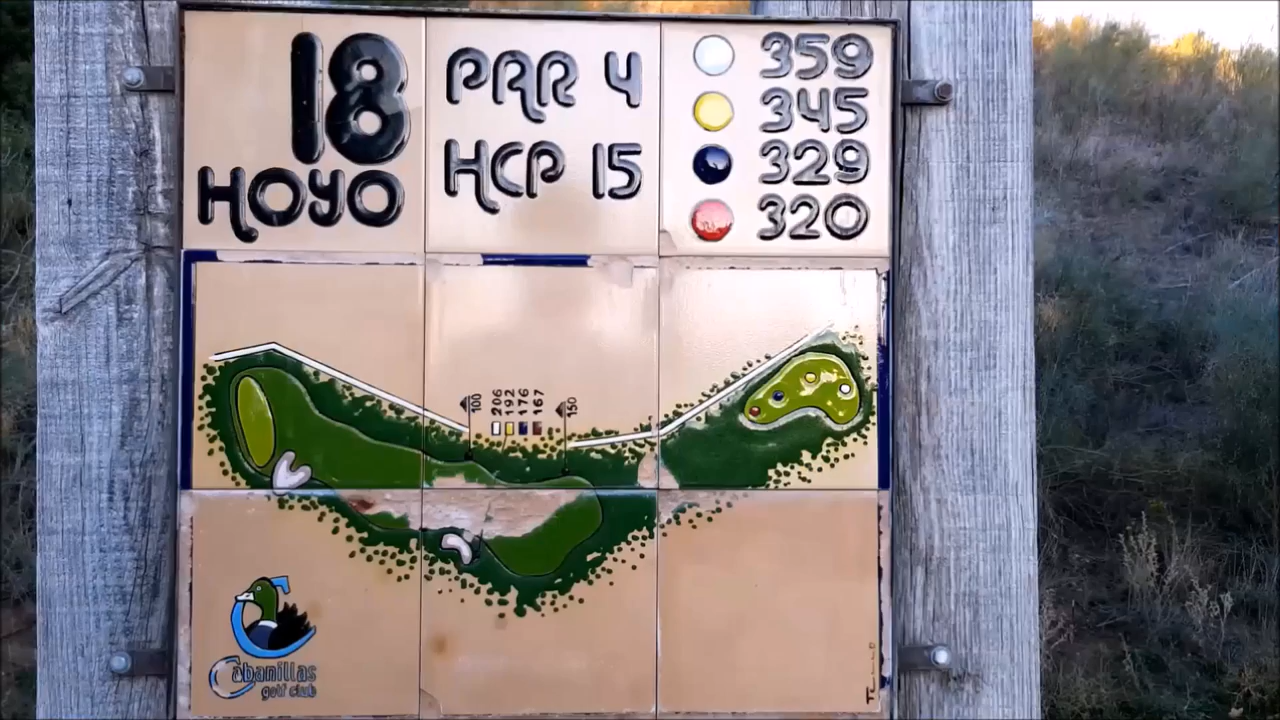 18
HOYO
PAR 4
HCP 15
359
345
329
320
100
206
192
176
167
150
Cabanillas
golf club